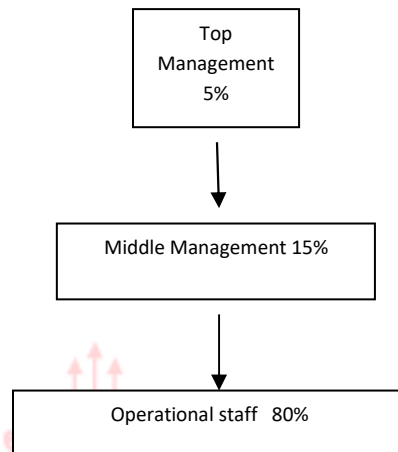 Top
Management
5%
Middle Management 15%
Operational staff 80%